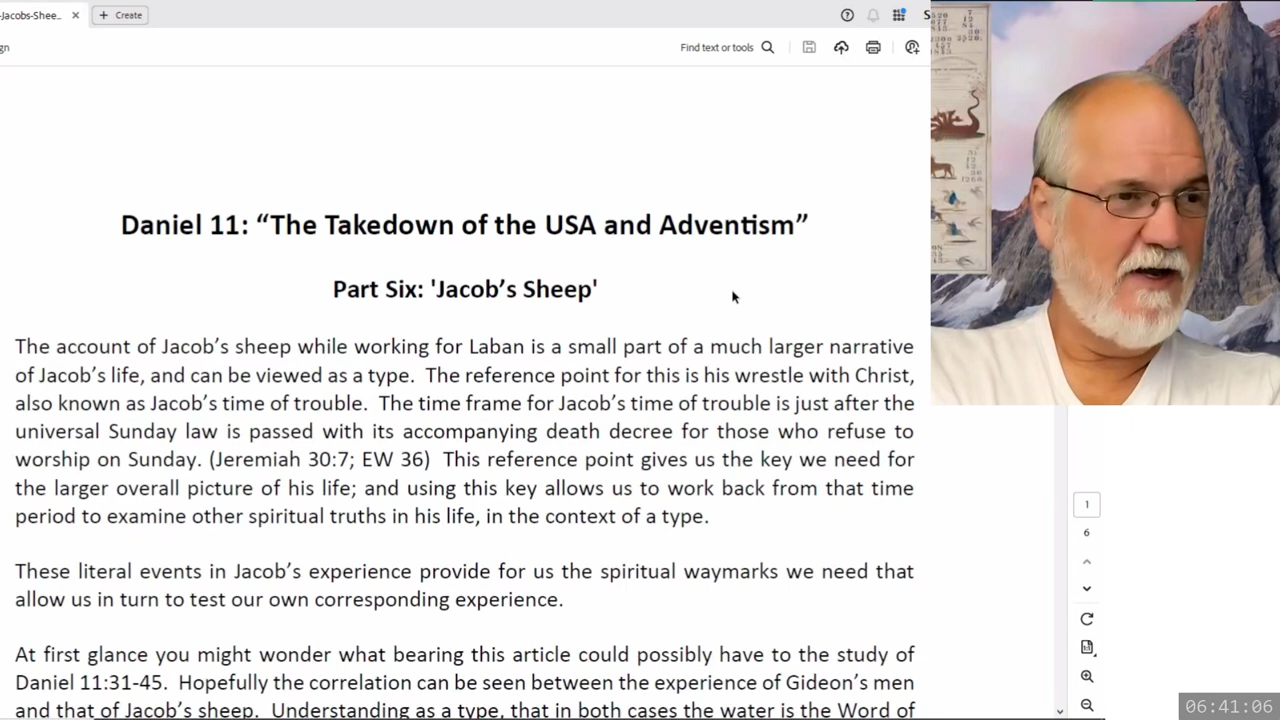 -Jacobs-Shee...
Create
gn
Find text or tools
Daniel 11: “The Takedown of the USA and Adventism”
Part Six: 'Jacob’s Sheep'
The account of Jacob’s sheep while working for Laban is a small part of a much larger narrative
of Jacob’s life, and can be viewed as a type. The reference point for this is his wrestle with Christ,
also known as Jacob’s time of trouble. The time frame for Jacob’s time of trouble is just after the
universal Sunday law is passed with its accompanying death decree for those who refuse to
worship on Sunday. (Jeremiah 30:7; EW 36) This reference point gives us the key we need for
the larger overall picture of his life; and using this key allows us to work back from that time
period to examine other spiritual truths in his life, in the context of a type.
These literal events in Jacob’s experience provide for us the spiritual waymarks we need that
allow us in turn to test our own corresponding experience.
At first glance you might wonder what bearing this article could possibly have to the study of
Daniel 11:31-45. Hopefully the correlation can be seen between the experience of Gideon’s men
and that of Jacob’s sheep. Understanding as a type, that in both cases the water is the Word of
1
6
06:41:06